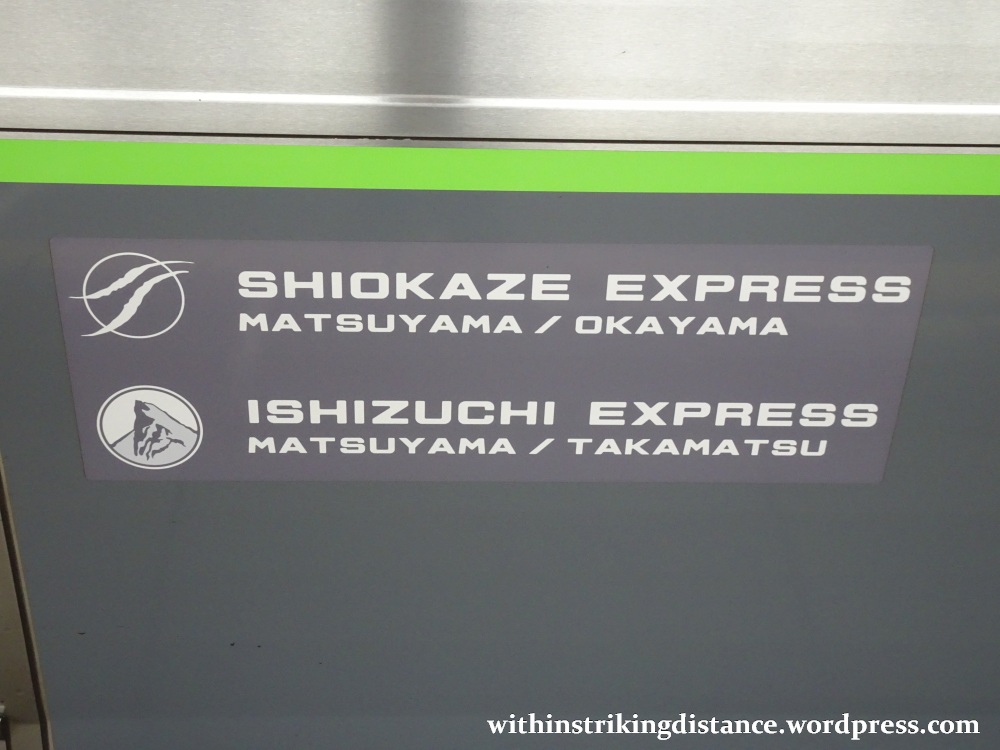 SHIOKAZE EXPRESS
MATSUYAMA / OKAYAMA
ISHIZUCHI EXPRESS
MATSUYAMA / TAKAMATSU
withinstrikingdistance.wordpress.com